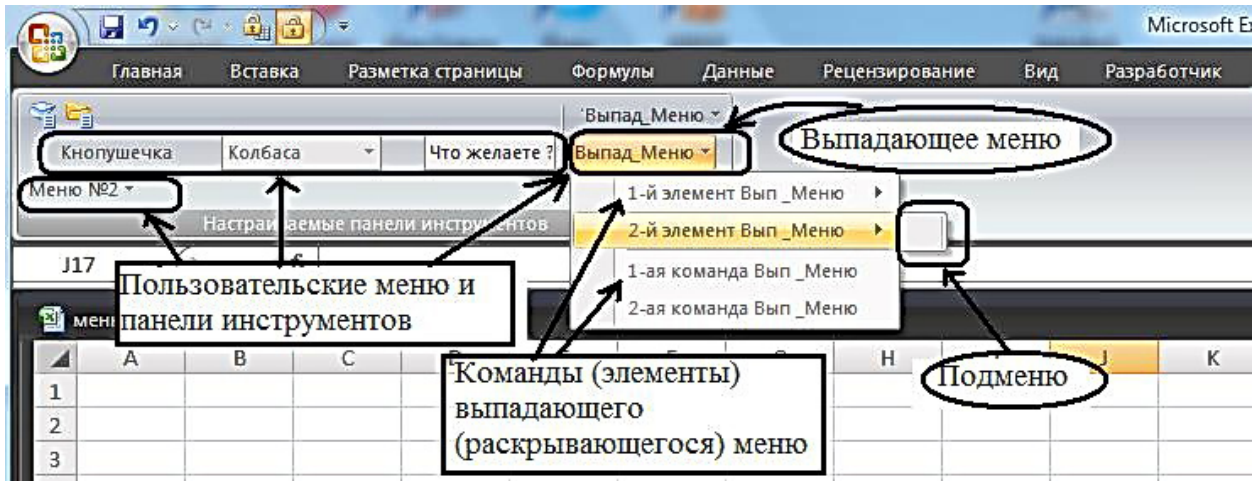 Microsoft E
Главная Вставка Разметка страницы Формулы Данные Рецензирование Вид Разработчик
Выпад_Меню
Кнопушечка Колбаса Что желаете ? Выпад_Меню
Выпадающее меню
Меню №2
1-й элемент Вып _Меню
Настраиваемые панели инструментов
2-й элемент Вып _Меню
J17
1-ая команда Вып _Меню
Пользовательские меню и
панели инструментов
2-ая команда Вып _Меню
A B C H J K
Команды (элементы)
выпадающего
(раскрывающегося) меню
Подменю
1
2
3